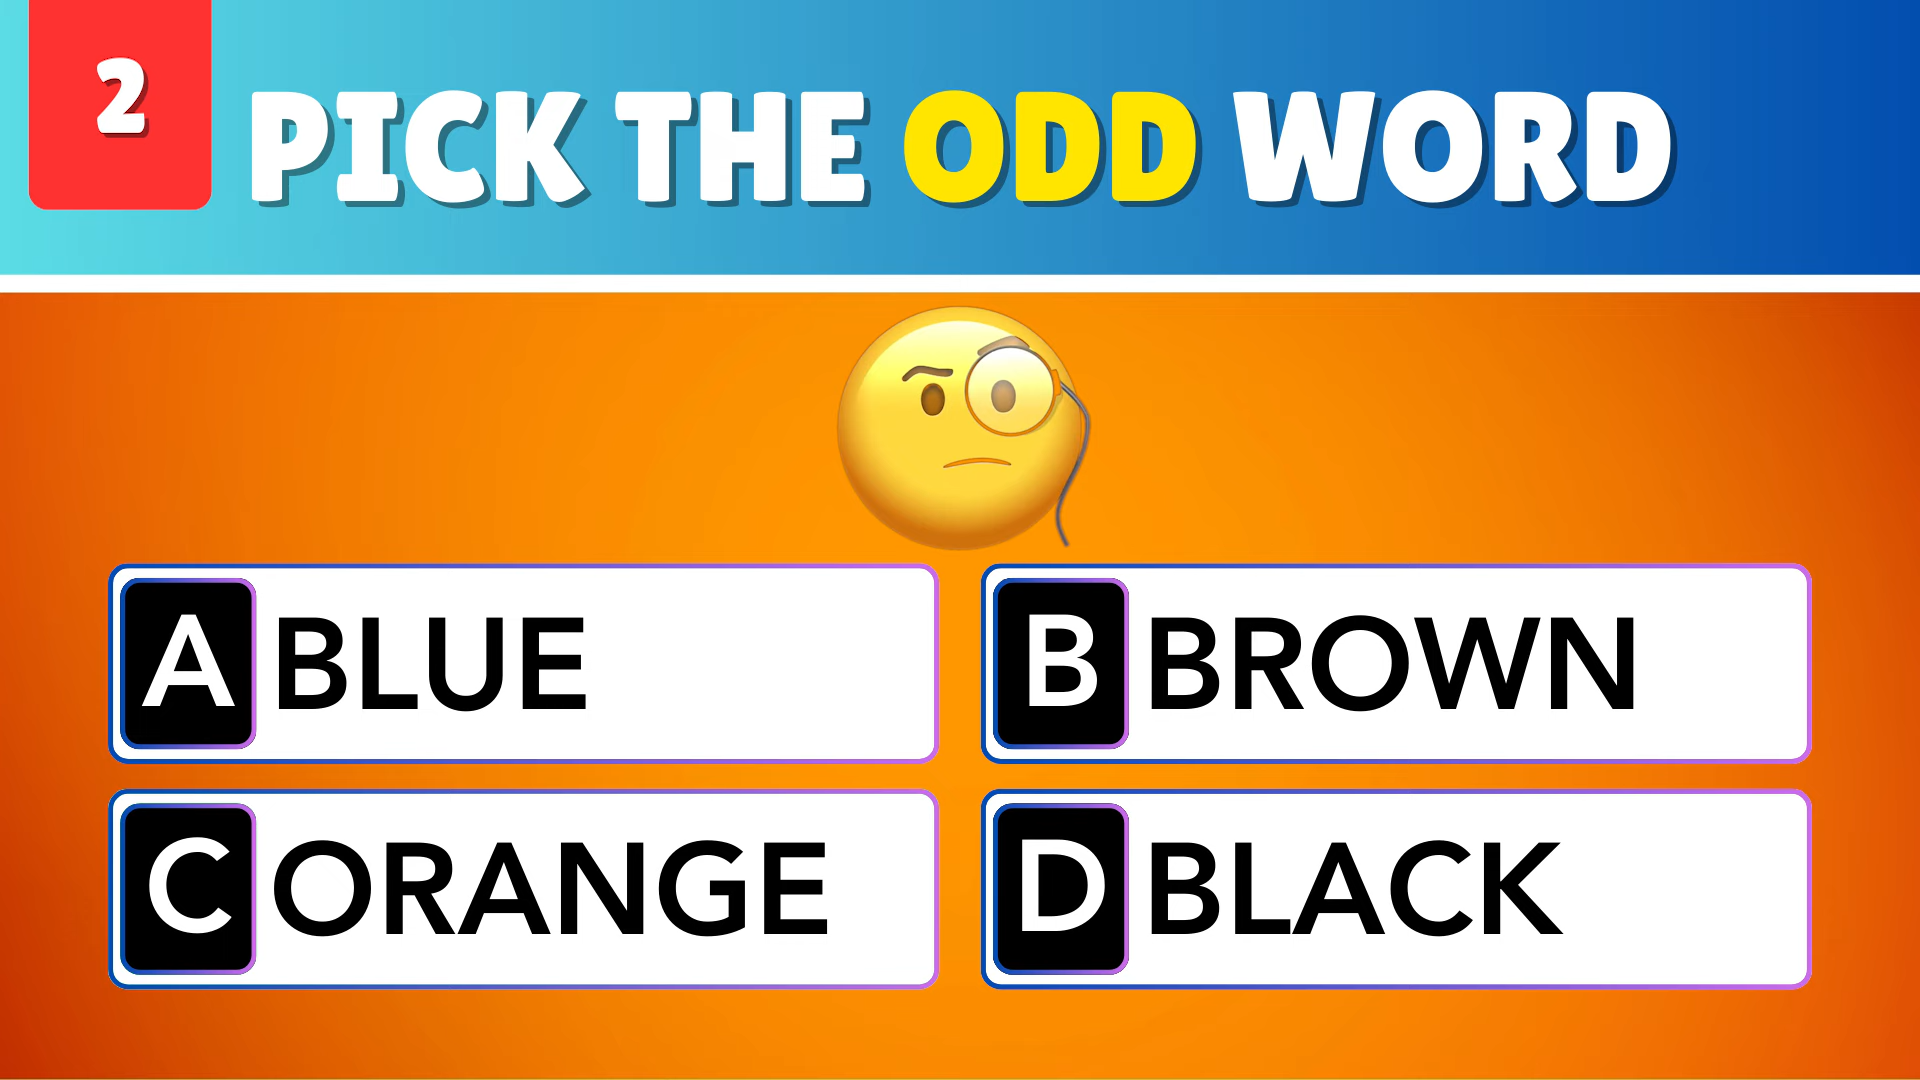 2
PICK THE ODD WORD
A BLUE
B BROWN
C ORANGE
D BLACK